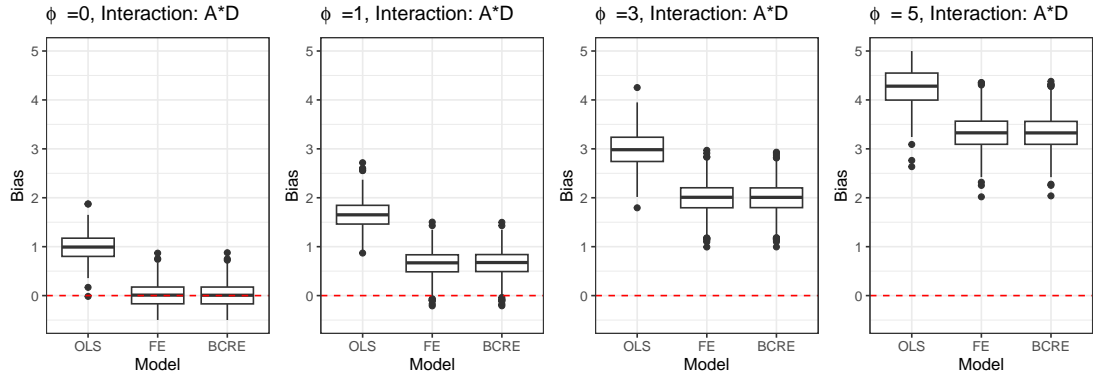 ϕ =0, Interaction: A*D
5
4
3
2
1
0
Bias
OLS
FE
BCRE
Model
ϕ =1, Interaction: A*D
5
4
3
2
1
0
Bias
OLS
FE
BCRE
Model
ϕ =3, Interaction: A*D
5
4
3
2
1
0
Bias
OLS
FE
BCRE
Model
ϕ = 5, Interaction: A*D
5
4
3
2
1
0
Bias
OLS
FE
BCRE
Model